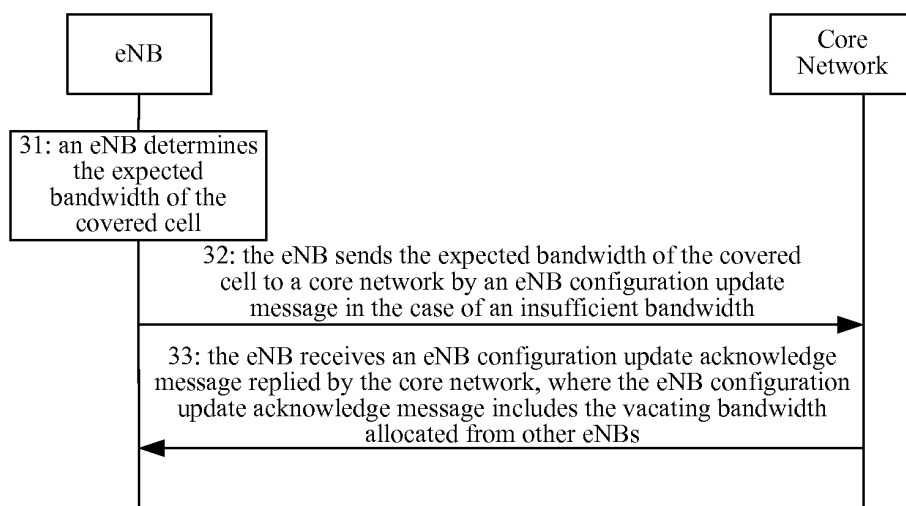 eNB
Core
Network
31: an eNB determines
the expected
bandwidth of the
covered cell
32: the eNB sends the expected bandwidth of the covered
cell to a core network by an eNB configuration update
message in the case of an insufficient bandwidth
33: the eNB receives an eNB configuration update acknowledge
message replied by the core network, where the eNB configuration
update acknowledge message includes the vacating bandwidth
allocated from other eNBs